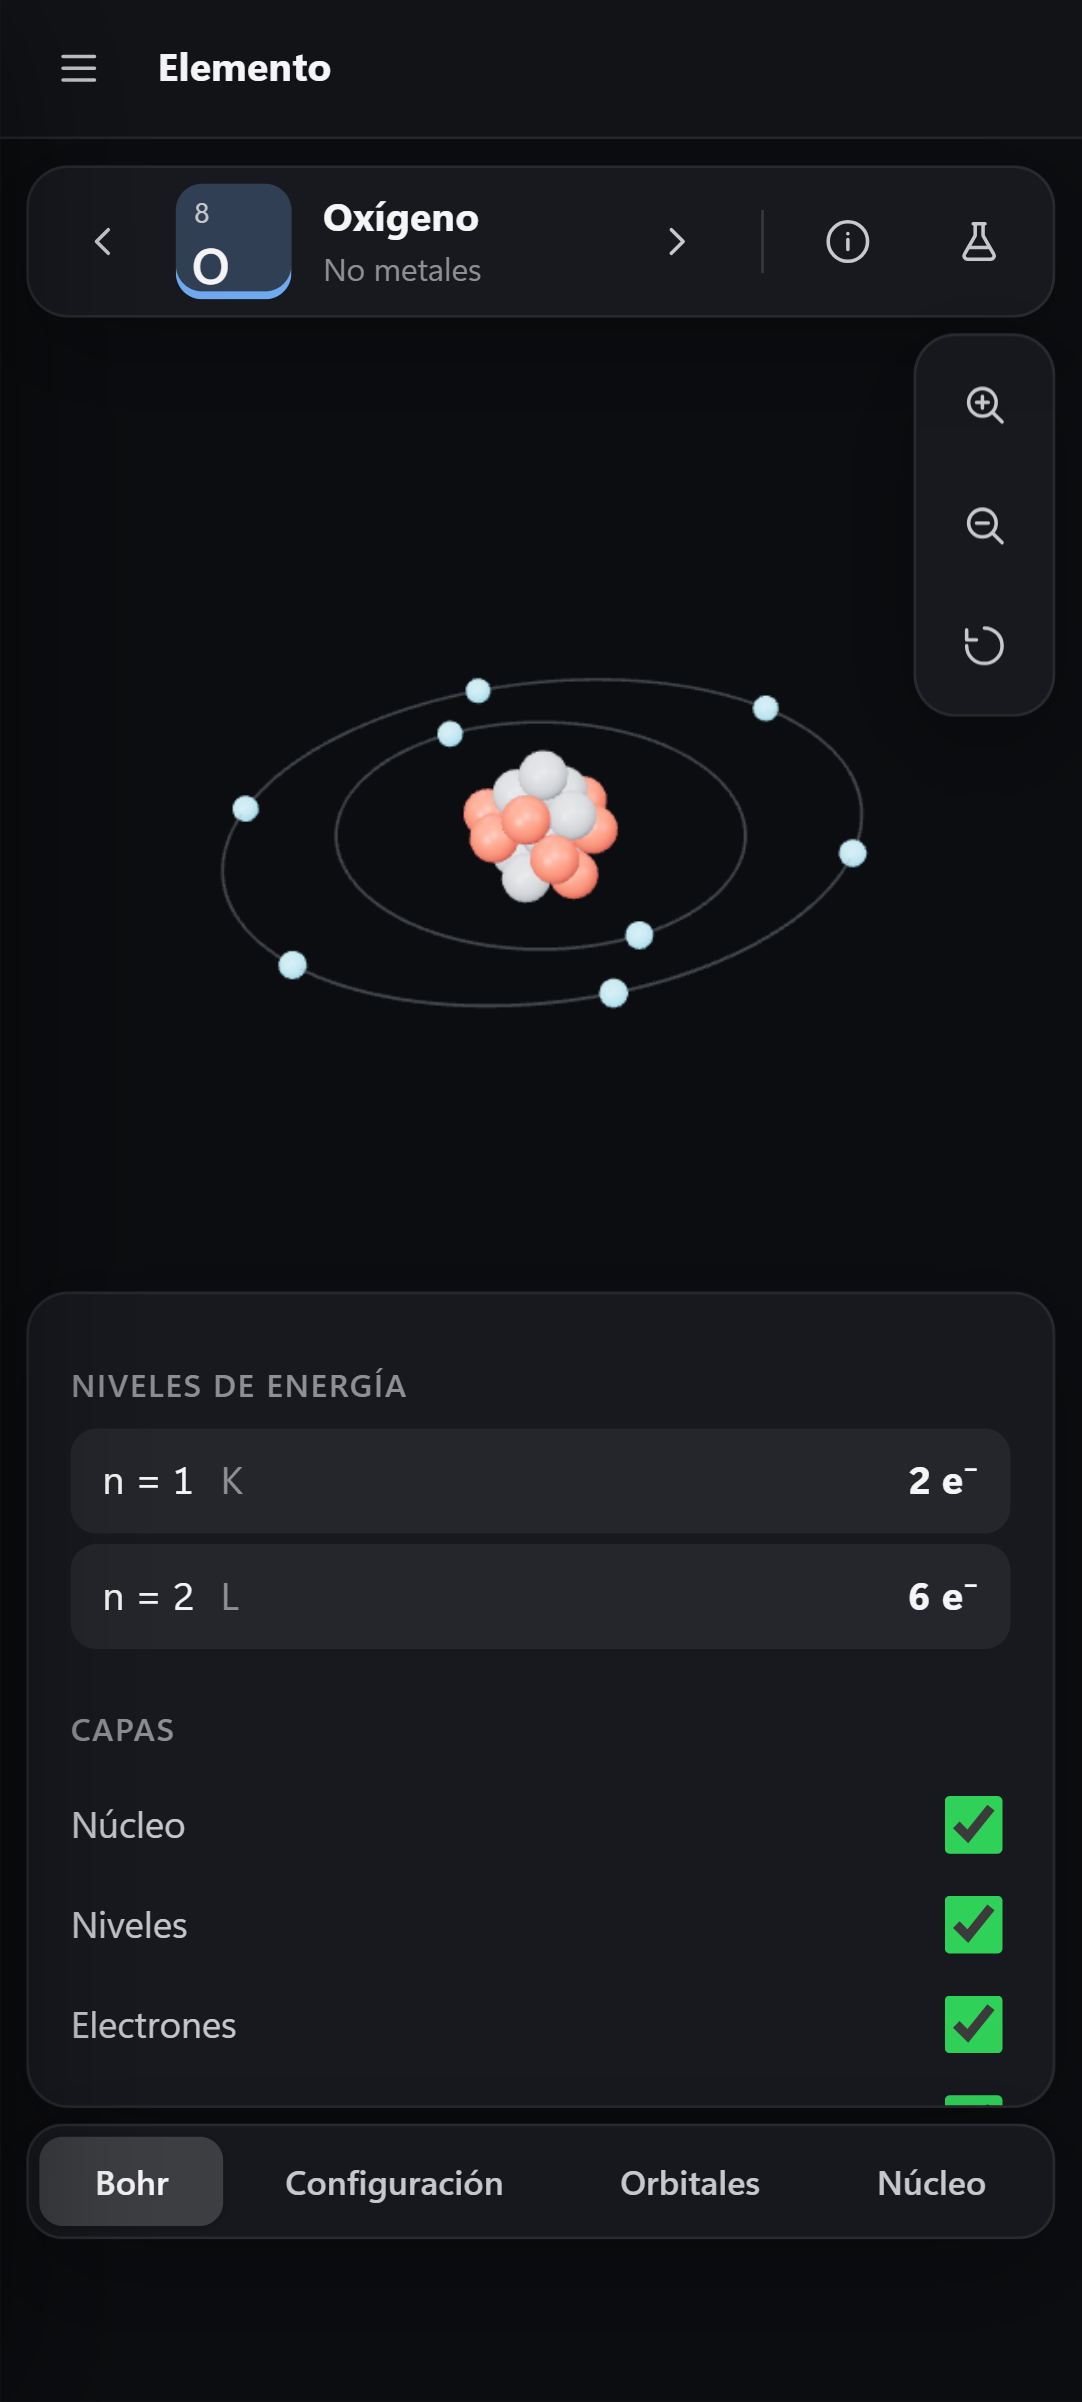 Elemento
8
O
Oxígeno
No metales
NIVELES DE ENERGÍA
n = 1 K 2 e⁻
n = 2 L 6 e⁻
CAPAS
Núcleo
Niveles
Electrones
Bohr Configuración Orbitales Núcleo